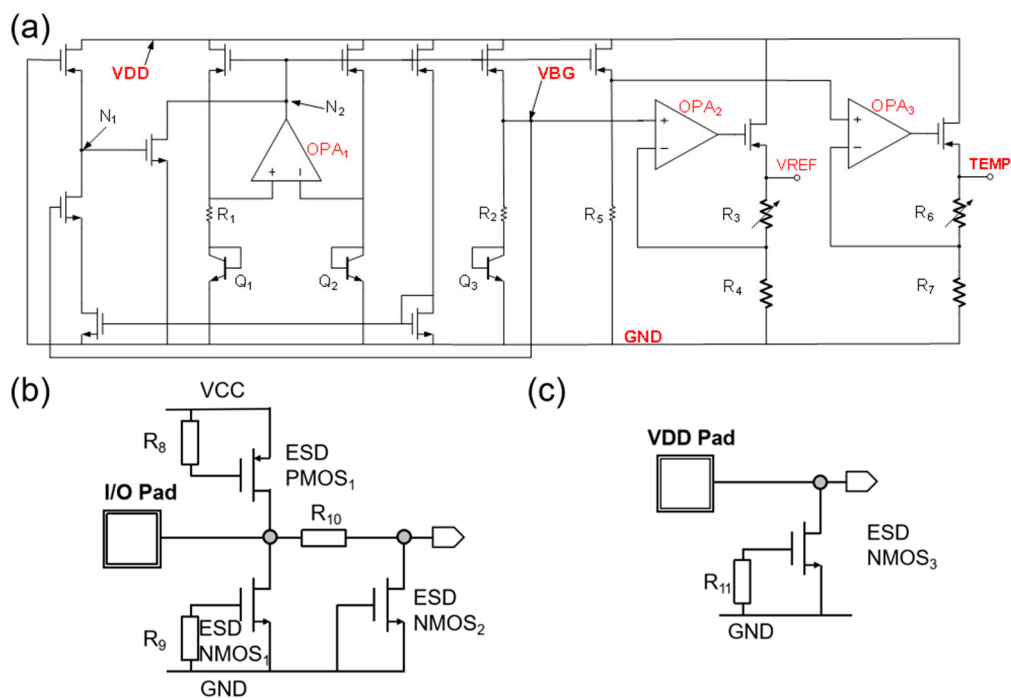 (a)
VDD
VBG
N₁
N₂
OPA₁
OPA₂
OPA₃
VREF
TEMP
R₁
R₂
R₅
R₃
R₆
Q₁
Q₂
Q₃
R₄
R₇
GND
(b)
(c)
VCC
R₈
ESD
PMOS₁
I/O Pad
R₁₀
R₉
ESD
NMOS₁
ESD
NMOS₂
GND
VDD Pad
ESD
NMOS₃
R₁₁
GND